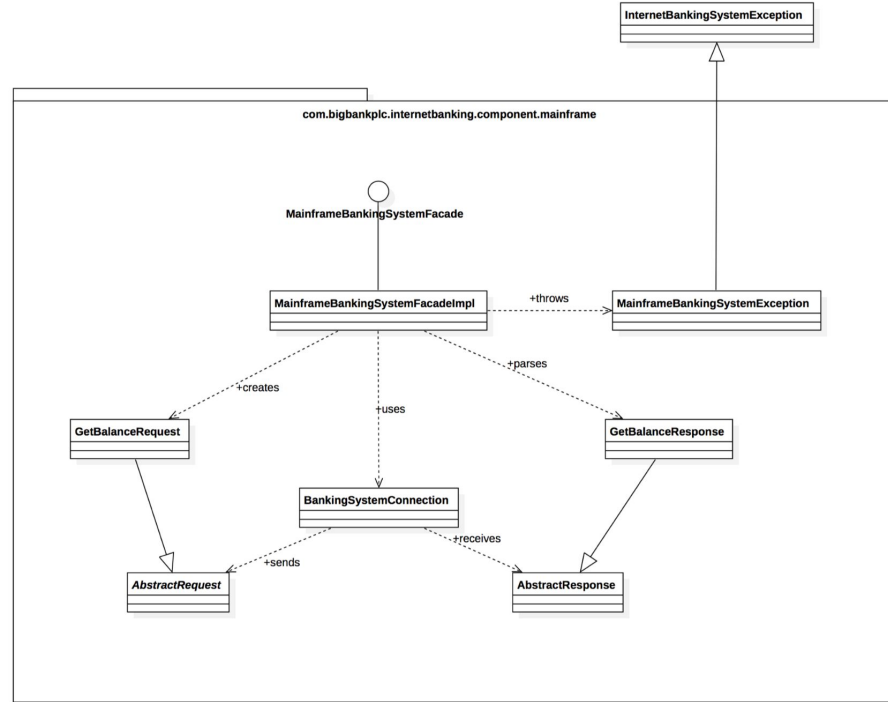 InternetBankingSystemException
com.bigbankplc.internetbanking.component.mainframe
MainframeBankingSystemFacade
MainframeBankingSystemFacadeImpl
+throws
MainframeBankingSystemException
+creates
+uses
+parses
GetBalanceRequest
GetBalanceResponse
BankingSystemConnection
+sends
+receives
AbstractRequest
AbstractResponse